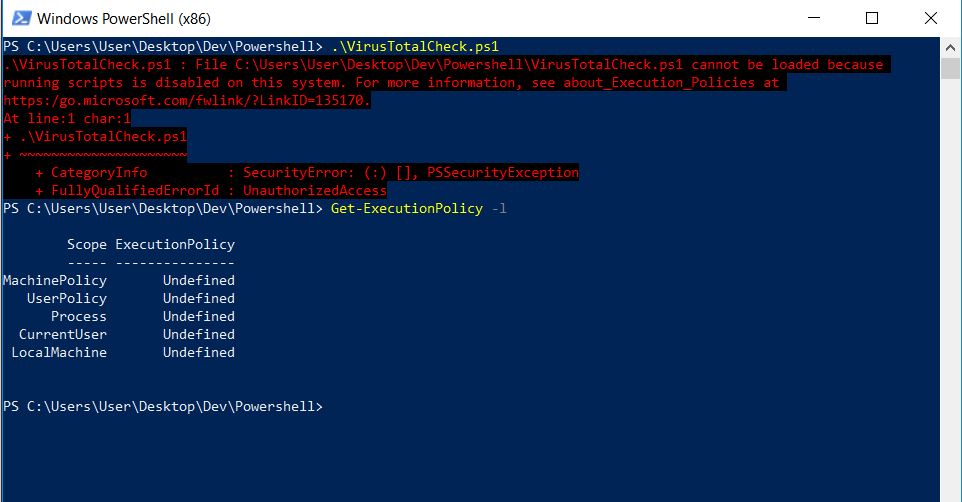 Windows PowerShell (x86)
PS C:\Users\User\Desktop\Dev\Powershell> .\VirusTotalCheck.ps1
.\VirusTotalCheck.ps1 : File C:\Users\User\Desktop\Dev\Powershell\VirusTotalCheck.ps1 cannot be loaded because
running scripts is disabled on this system. For more information, see about_Execution_Policies at
https:/go.microsoft.com/fwlink/?LinkID=135170.
At line:1 char:1
+ .\VirusTotalCheck.ps1
+ ~~~~~~~~~~~~~~~~~~~~~
    + CategoryInfo          : SecurityError: (:) [], PSSecurityException
    + FullyQualifiedErrorId : UnauthorizedAccess
PS C:\Users\User\Desktop\Dev\Powershell> Get-ExecutionPolicy -l
        Scope ExecutionPolicy
        ----- ---------------
MachinePolicy       Undefined
   UserPolicy       Undefined
      Process       Undefined
  CurrentUser       Undefined
 LocalMachine       Undefined
PS C:\Users\User\Desktop\Dev\Powershell>